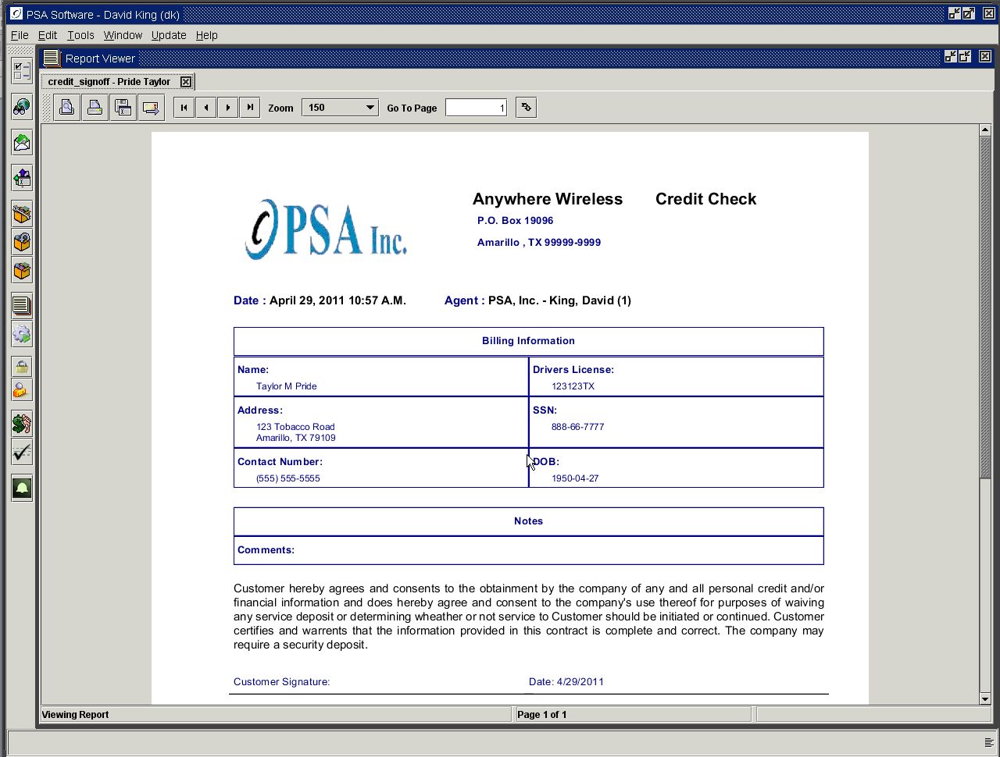 PSA Software - David King (dk)
File Edit Tools Window Update Help
Report Viewer
credit_signoff - Pride Taylor
Zoom 150 Go To Page 1
Anywhere Wireless Credit Check
PSA Inc.
P.O. Box 19096
Amarillo , TX 99999-9999
Date : April 29, 2011 10:57 A.M. Agent : PSA, Inc. - King, David (1)
Billing Information
Name: Drivers License:
Taylor M Pride 123123TX
Address: SSN:
123 Tobacco Road 888-66-7777
Amarillo, TX 79109
Contact Number: DOB:
(555) 555-5555 1950-04-27
Notes
Comments:
Customer hereby agrees and consents to the obtainment by the company of any and all personal credit and/or
financial information and does hereby agree and consent to the company's use thereof for purposes of waiving
any service deposit or determining wheather or not service to Customer should be initiated or continued. Customer
certifies and warrents that the information provided in this contract is complete and correct. The company may
require a security deposit.
Customer Signature: Date: 4/29/2011
Viewing Report Page 1 of 1